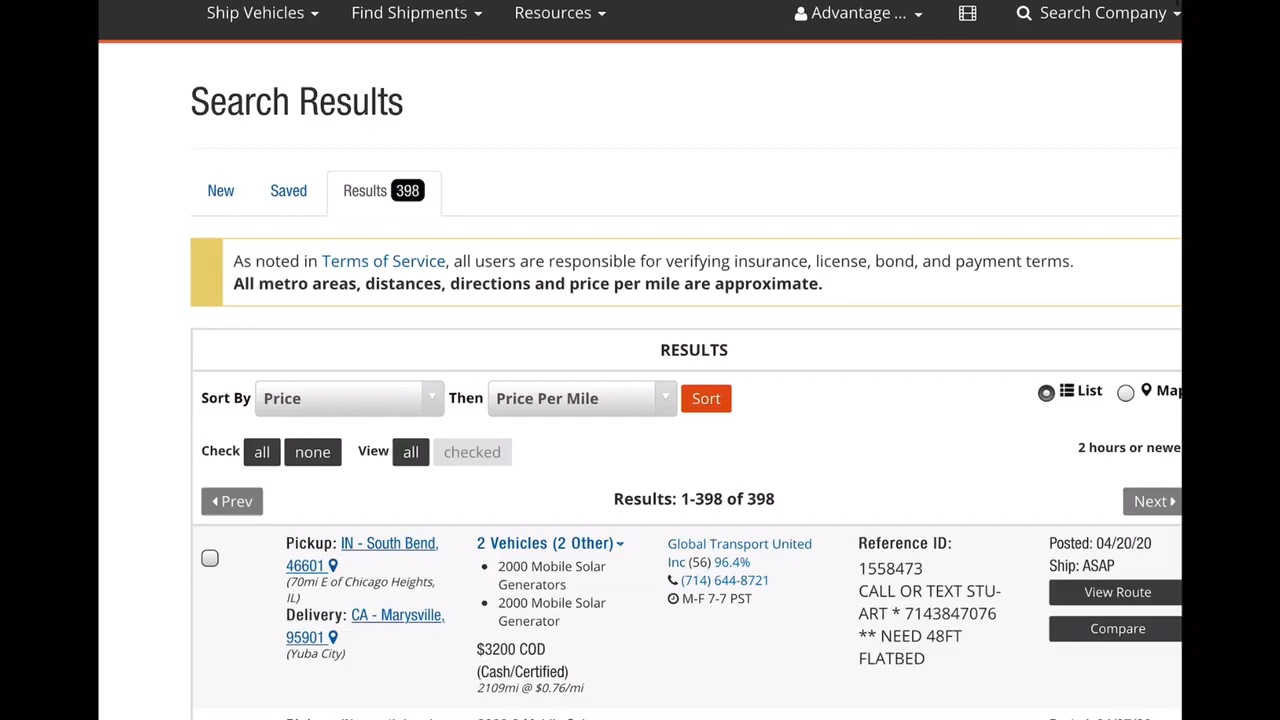 Ship Vehicles Find Shipments Resources Advantage ... Search Company
Search Results
New Saved Results 398
As noted in Terms of Service, all users are responsible for verifying insurance, license, bond, and payment terms.
All metro areas, distances, directions and price per mile are approximate.
RESULTS
Sort By Price Then Price Per Mile Sort List Map
Check all none View all checked 2 hours or newe
Prev Results: 1-398 of 398 Next
Pickup: IN - South Bend,
46601
(70mi E of Chicago Heights,
IL)
Delivery: CA - Marysville,
95901
(Yuba City)
2 Vehicles (2 Other)
• 2000 Mobile Solar
Generators
• 2000 Mobile Solar
Generator
$3200 COD
(Cash/Certified)
2109mi @ $0.76/mi
Global Transport United
Inc (56) 96.4%
(714) 644-8721
M-F 7-7 PST
Reference ID:
1558473
CALL OR TEXT STU-
ART * 7143847076
** NEED 48FT
FLATBED
Posted: 04/20/20
Ship: ASAP
View Route
Compare